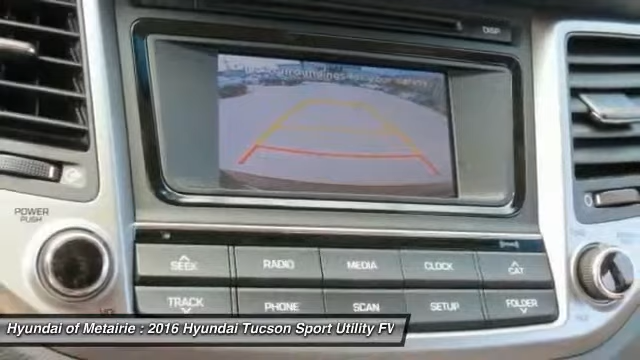 DISP
surroundings
POWER
PUSH
SEEK
RADIO
MEDIA
CLOCK
CAT
TRACK
PHONE
SCAN
SETUP
FOLDER
Hyundai of Metairie : 2016 Hyundai Tucson Sport Utility FV